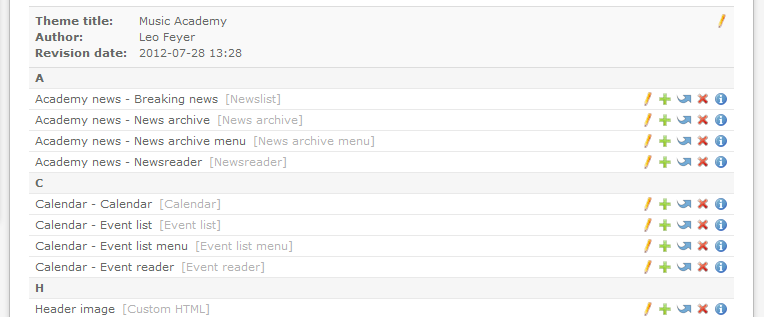 Theme title: Music Academy
Author: Leo Feyer
Revision date: 2012-07-28 13:28
A
Academy news - Breaking news [Newslist]
Academy news - News archive [News archive]
Academy news - News archive menu [News archive menu]
Academy news - Newsreader [Newsreader]
C
Calendar - Calendar [Calendar]
Calendar - Event list [Event list]
Calendar - Event list menu [Event list menu]
Calendar - Event reader [Event reader]
H
Header image [Custom HTML]